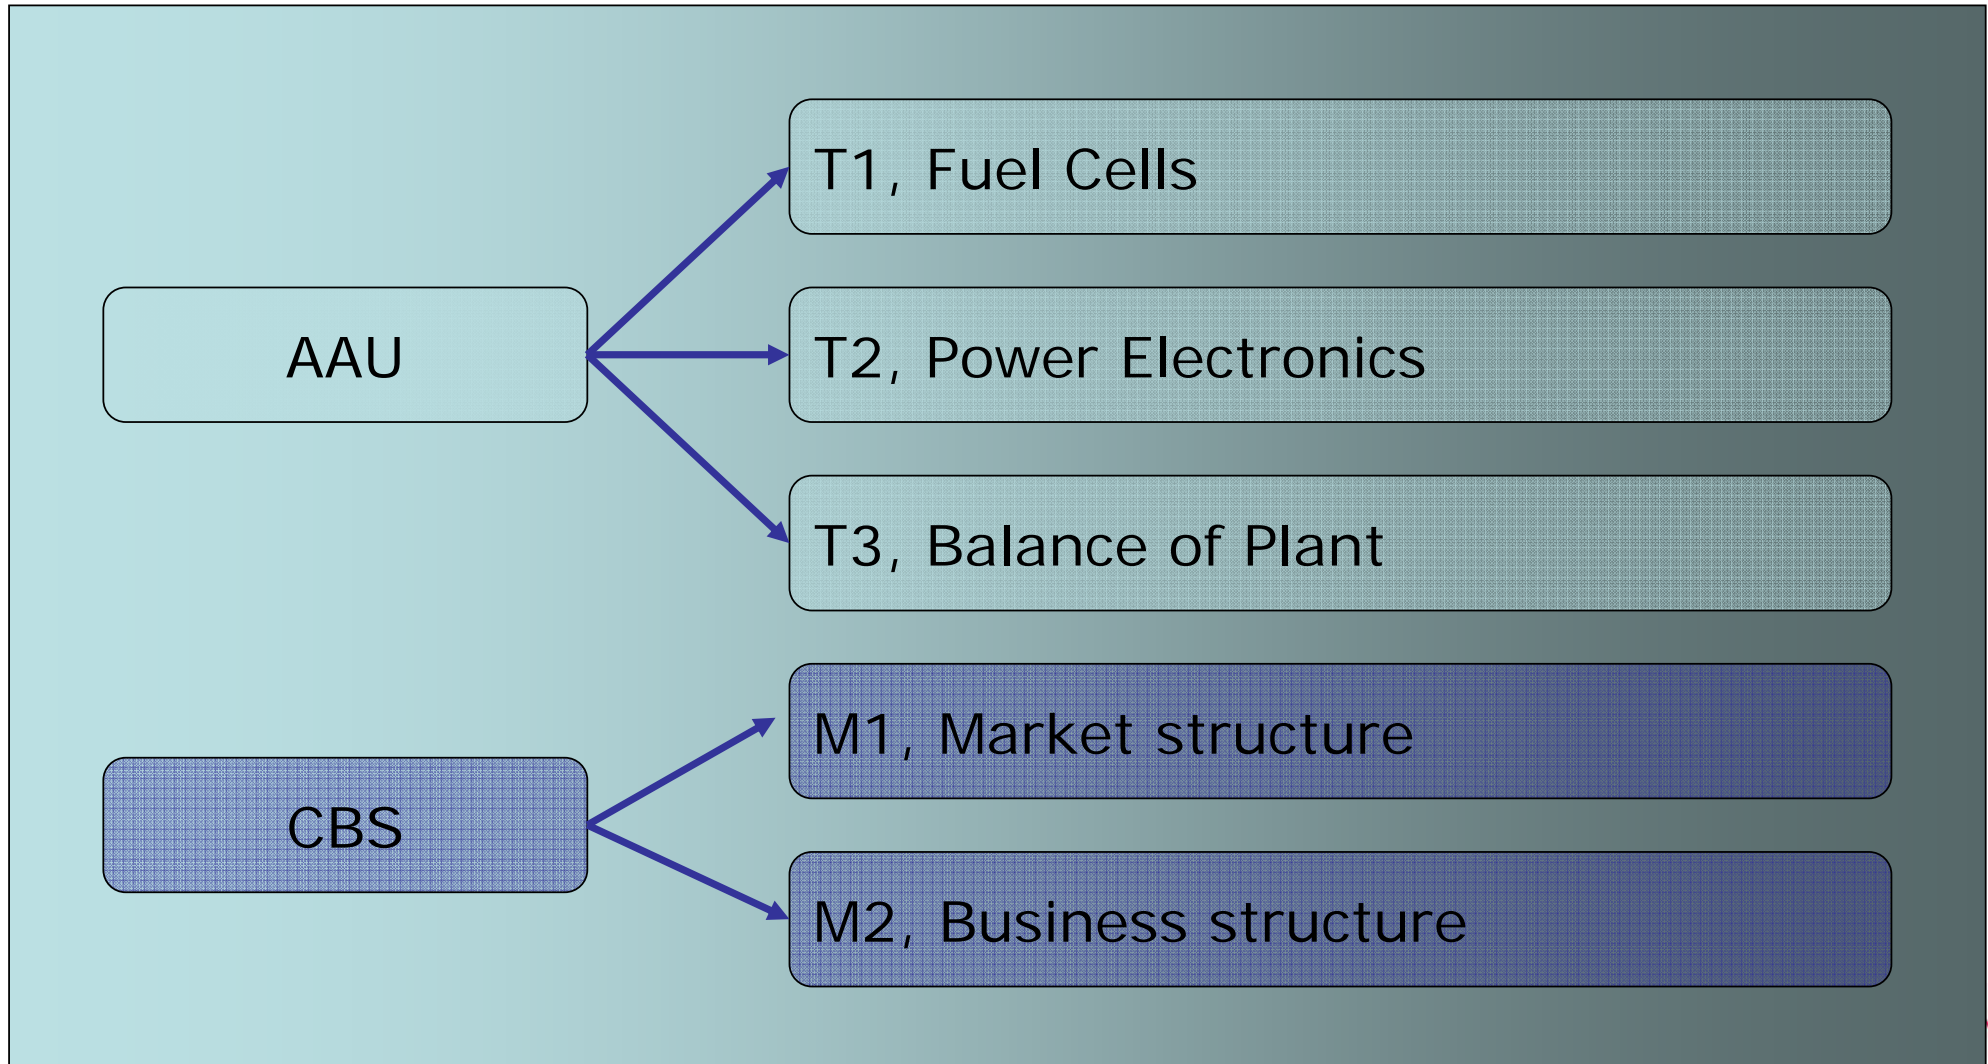 T1, Fuel Cells
AAU
T2, Power Electronics
T3, Balance of Plant
M1, Market structure
CBS
M2, Business structure